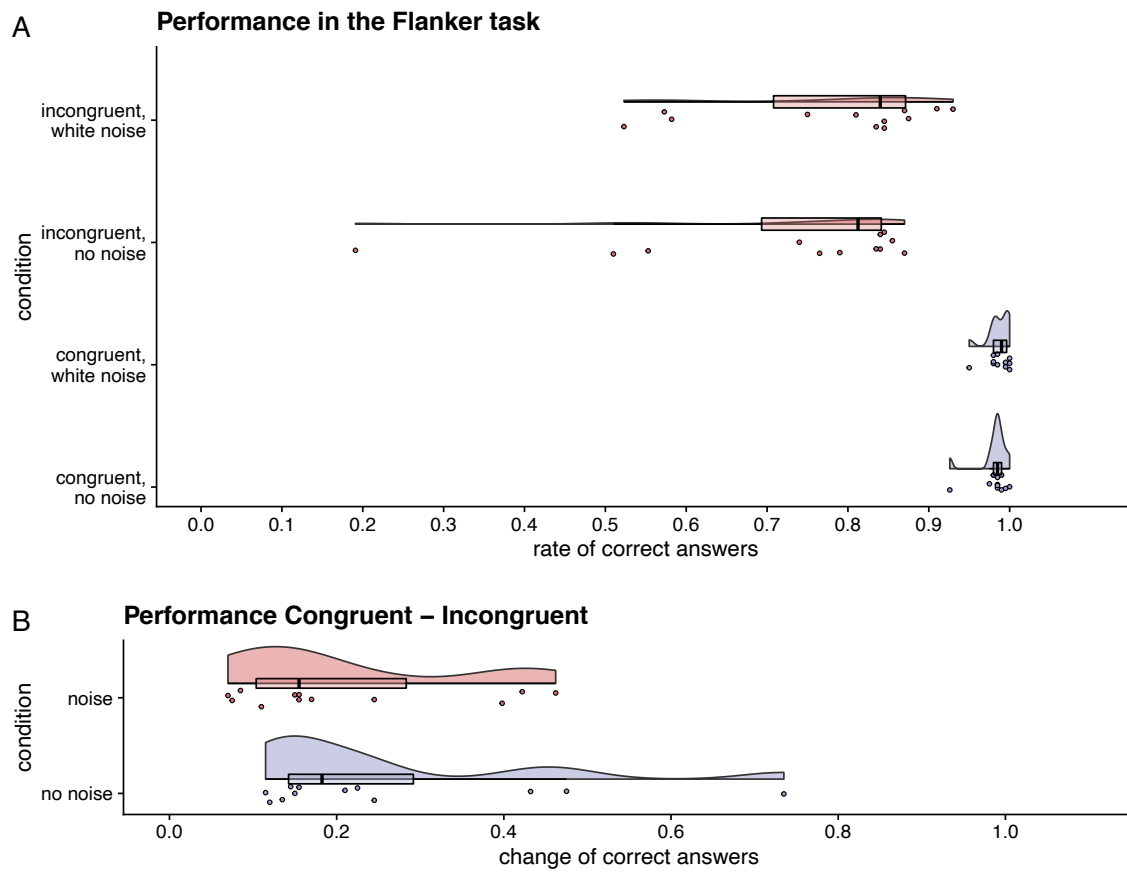 A
Performance in the Flanker task
condition
incongruent,
white noise
incongruent,
no noise
congruent,
white noise
congruent,
no noise
0.0 0.1 0.2 0.3 0.4 0.5 0.6 0.7 0.8 0.9 1.0
rate of correct answers
B
Performance Congruent – Incongruent
condition
noise
no noise
0.0 0.2 0.4 0.6 0.8 1.0
change of correct answers